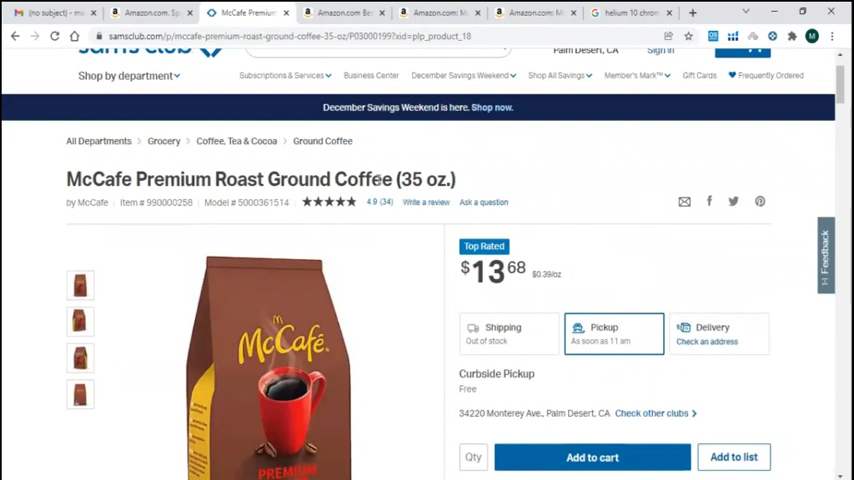 (no subject)
Amazon.com. Sp
McCafe Premium
Amazon.com Be
Amazon.com: M
Amazon.com: M
helium 10 chrom
samsclub.com/p/mccafe-premium-roast-ground-coffee-35-oz/P03000199?xid=plp_product_18
M
sams club
Palm Desert, CA
Sign in
Shop by department
Subscriptions & Services
Business Center
December Savings Weekend
Shop All Savings
Member's Mark™
Gift Cards
Frequently Ordered
December Savings Weekend is here. Shop now.
All Departments > Grocery > Coffee, Tea & Cocoa > Ground Coffee
McCafe Premium Roast Ground Coffee (35 oz.)
by McCafe | Item # 990000258 | Model # 5000361514 ★★★★★ 4.9 (34) Write a review Ask a question
Feedback
Top Rated
$13.68 $0.39/oz
Shipping
Out of stock
Pickup
As soon as 11 am
Delivery
Check an address
Curbside Pickup
Free
34220 Monterey Ave., Palm Desert, CA Check other clubs >
Qty
Add to cart
Add to list
McCafé
PREMIUM